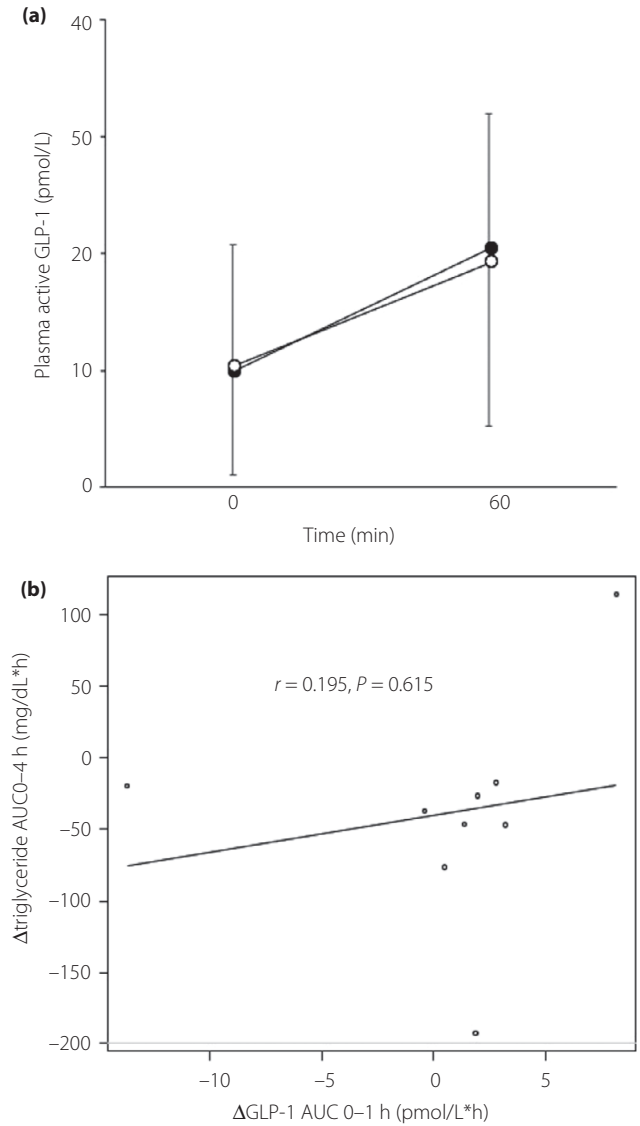 (a)
40
50
20
10
0
Plasma active GLP-1 (pmol/L)
0 60
Time (min)
(b)
100
50
0
−50
−100
−150
−200
Δtriglyceride AUC0–4 h (mg/dL*h)
r = 0.195, P = 0.615
−10 −5 0 5
ΔGLP-1 AUC 0–1 h (pmol/L*h)